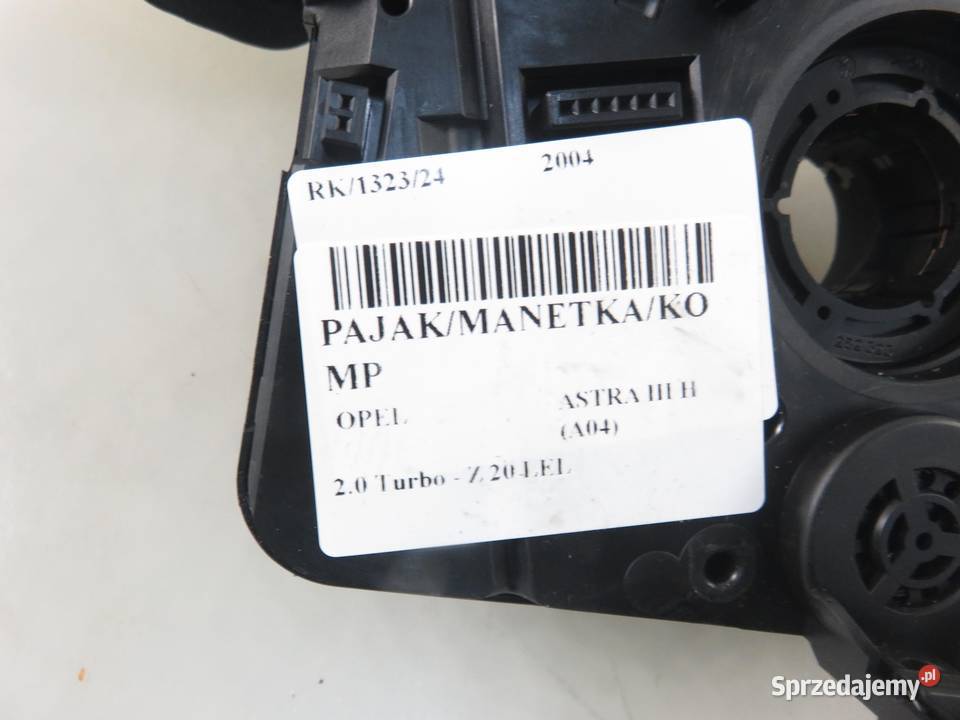 RK/1323/24 2004
PAJAK/MANETKA/KO
MP
OPEL ASTRA III H
(A04)
2.0 Turbo - Z 20 LEL
Sprzedajemy.pl